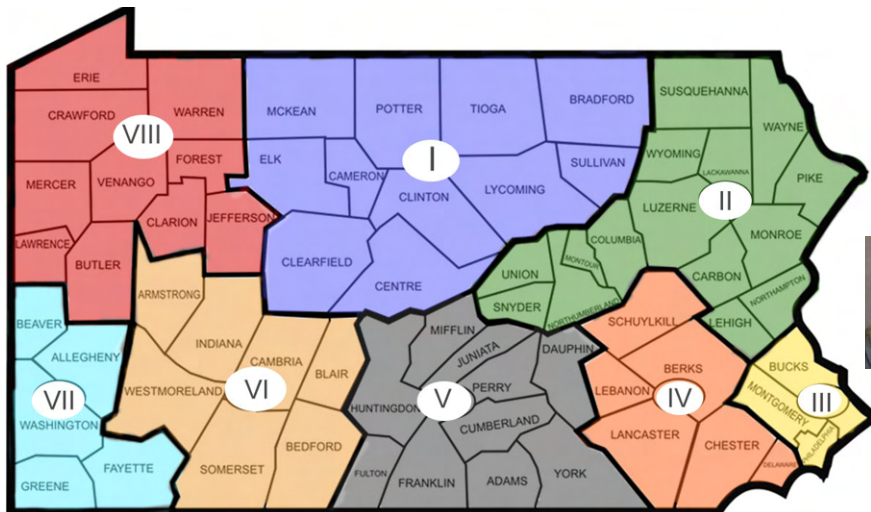 ERIE
CRAWFORD
WARREN
VIII
FOREST
MERCER
VENANGO
CLARION
JEFFERSON
LAWRENCE
BUTLER
MCKEAN
POTTER
TIOGA
BRADFORD
ELK
CAMERON
I
SULLIVAN
CLINTON
LYCOMING
CLEARFIELD
CENTRE
SUSQUEHANNA
WAYNE
WYOMING
LACKAWANNA
PIKE
LUZERNE
II
COLUMBIA
MONROE
MONTOUR
UNION
CARBON
SNYDER
NORTHUMBERLAND
NORTHAMPTON
LEHIGH
BEAVER
ALLEGHENY
VII
WASHINGTON
FAYETTE
GREENE
ARMSTRONG
INDIANA
CAMBRIA
BLAIR
WESTMORELAND
VI
SOMERSET
BEDFORD
MIFFLIN
JUNIATA
DAUPHIN
PERRY
HUNTINGDON
V
CUMBERLAND
FULTON
FRANKLIN
ADAMS
YORK
SCHUYLKILL
BERKS
LEBANON
IV
LANCASTER
CHESTER
DELAWARE
BUCKS
MONTGOMERY
III
PHILADELPHIA